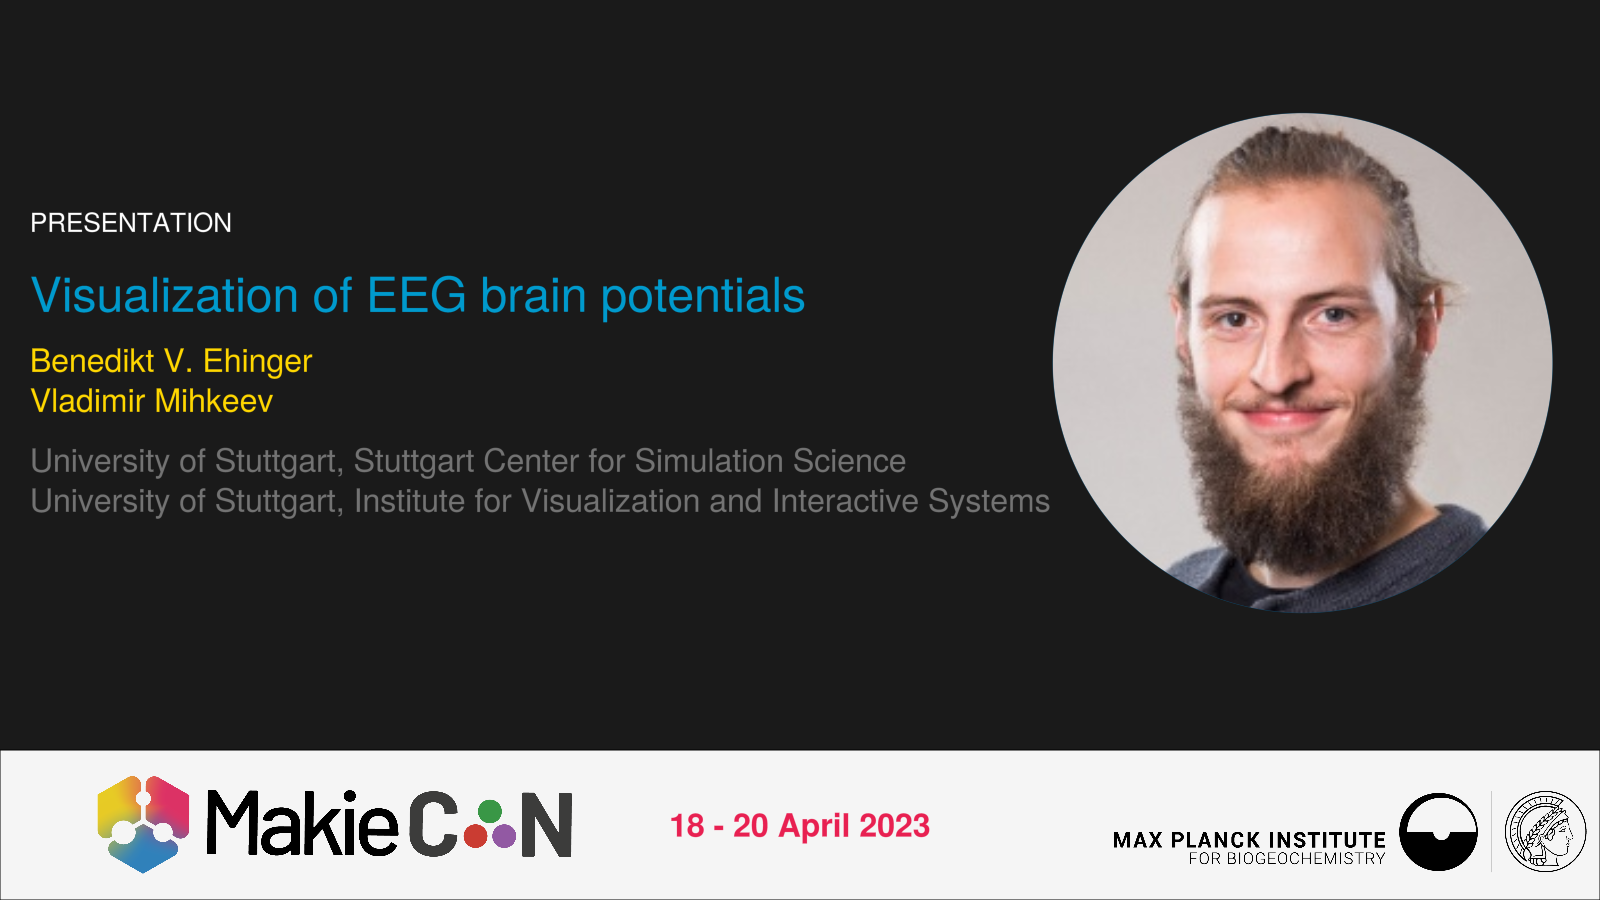 PRESENTATION
Visualization of EEG brain potentials
Benedikt V. Ehinger
Vladimir Mihkeev
University of Stuttgart, Stuttgart Center for Simulation Science
University of Stuttgart, Institute for Visualization and Interactive Systems
MakieCON
18 - 20 April 2023
MAX PLANCK INSTITUTE
FOR BIOGEOCHEMISTRY